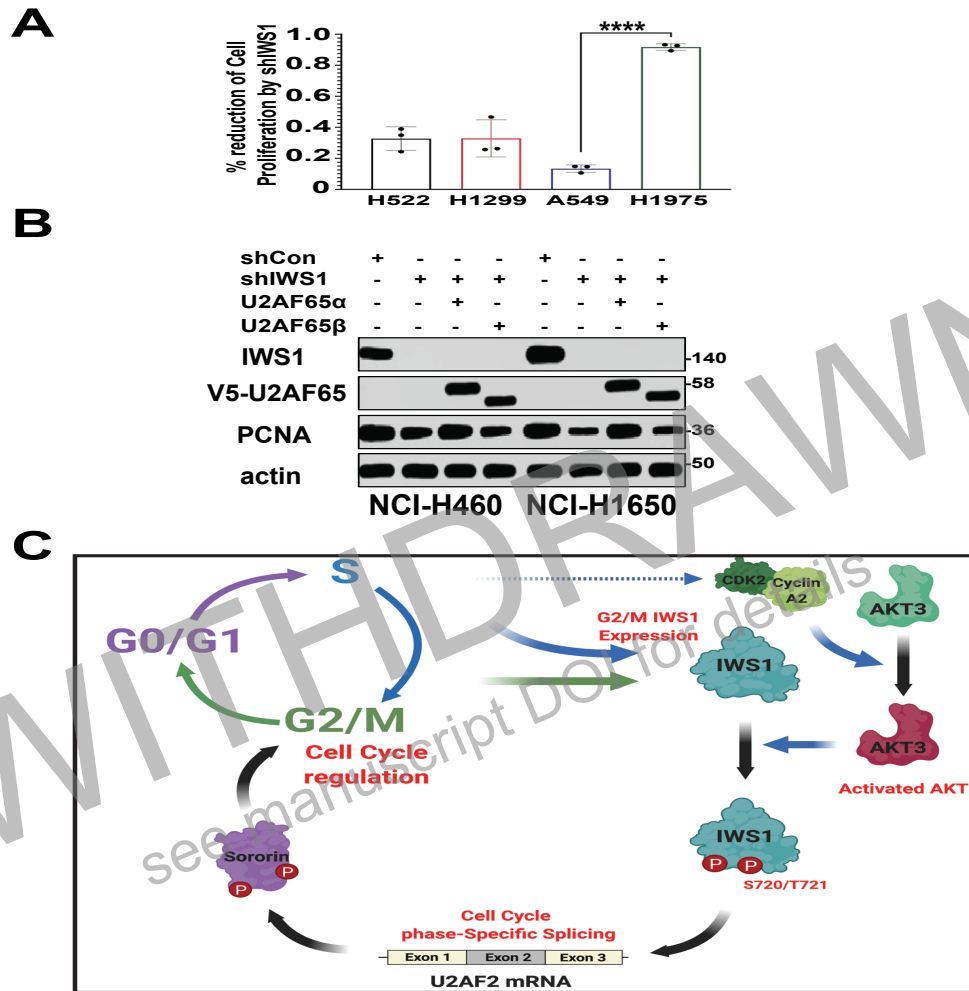 A
% reduction of Cell
Proliferation by shIWS1
1.0
0.8
0.6
0.4
0.2
0
****
H522 H1299 A549 H1975
B
shCon + - - - + - - -
shIWS1 - + + + - + + +
U2AF65α - - + - - - + -
U2AF65β - - - + - - - +
IWS1 -140
V5-U2AF65 -58
PCNA -36
actin -50
NCI-H460 NCI-H1650
C
S
G0/G1
G2/M
Cell Cycle
regulation
CDK2
Cyclin
A2
AKT3
G2/M IWS1
Expression
IWS1
AKT3
Activated AKT
IWS1
P P
S720/T721
Sororin
P
P
Cell Cycle
phase-Specific Splicing
Exon 1 Exon 2 Exon 3
U2AF2 mRNA
WITHDRAWN
see manuscript DOI for details